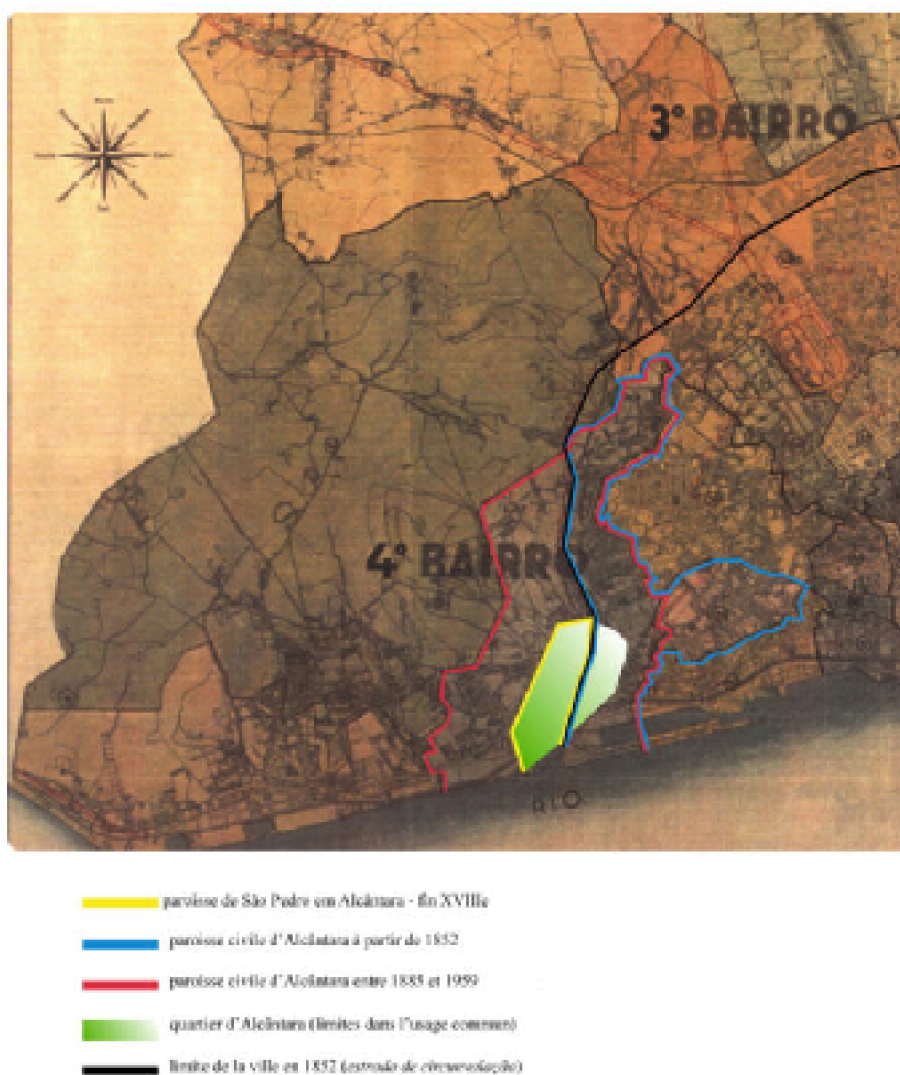 3º BAIRRO
4º BAIRRO
RIO
paroisse de São Pedro em Alcântara - fin XVIIIe
paroisse civile d'Alcântara à partir de 1852
paroisse civile d'Alcântara entre 1885 et 1959
quartier d'Alcântara (limites dans l'usage commun)
limite de la ville en 1852 (estrada de circunvalação)